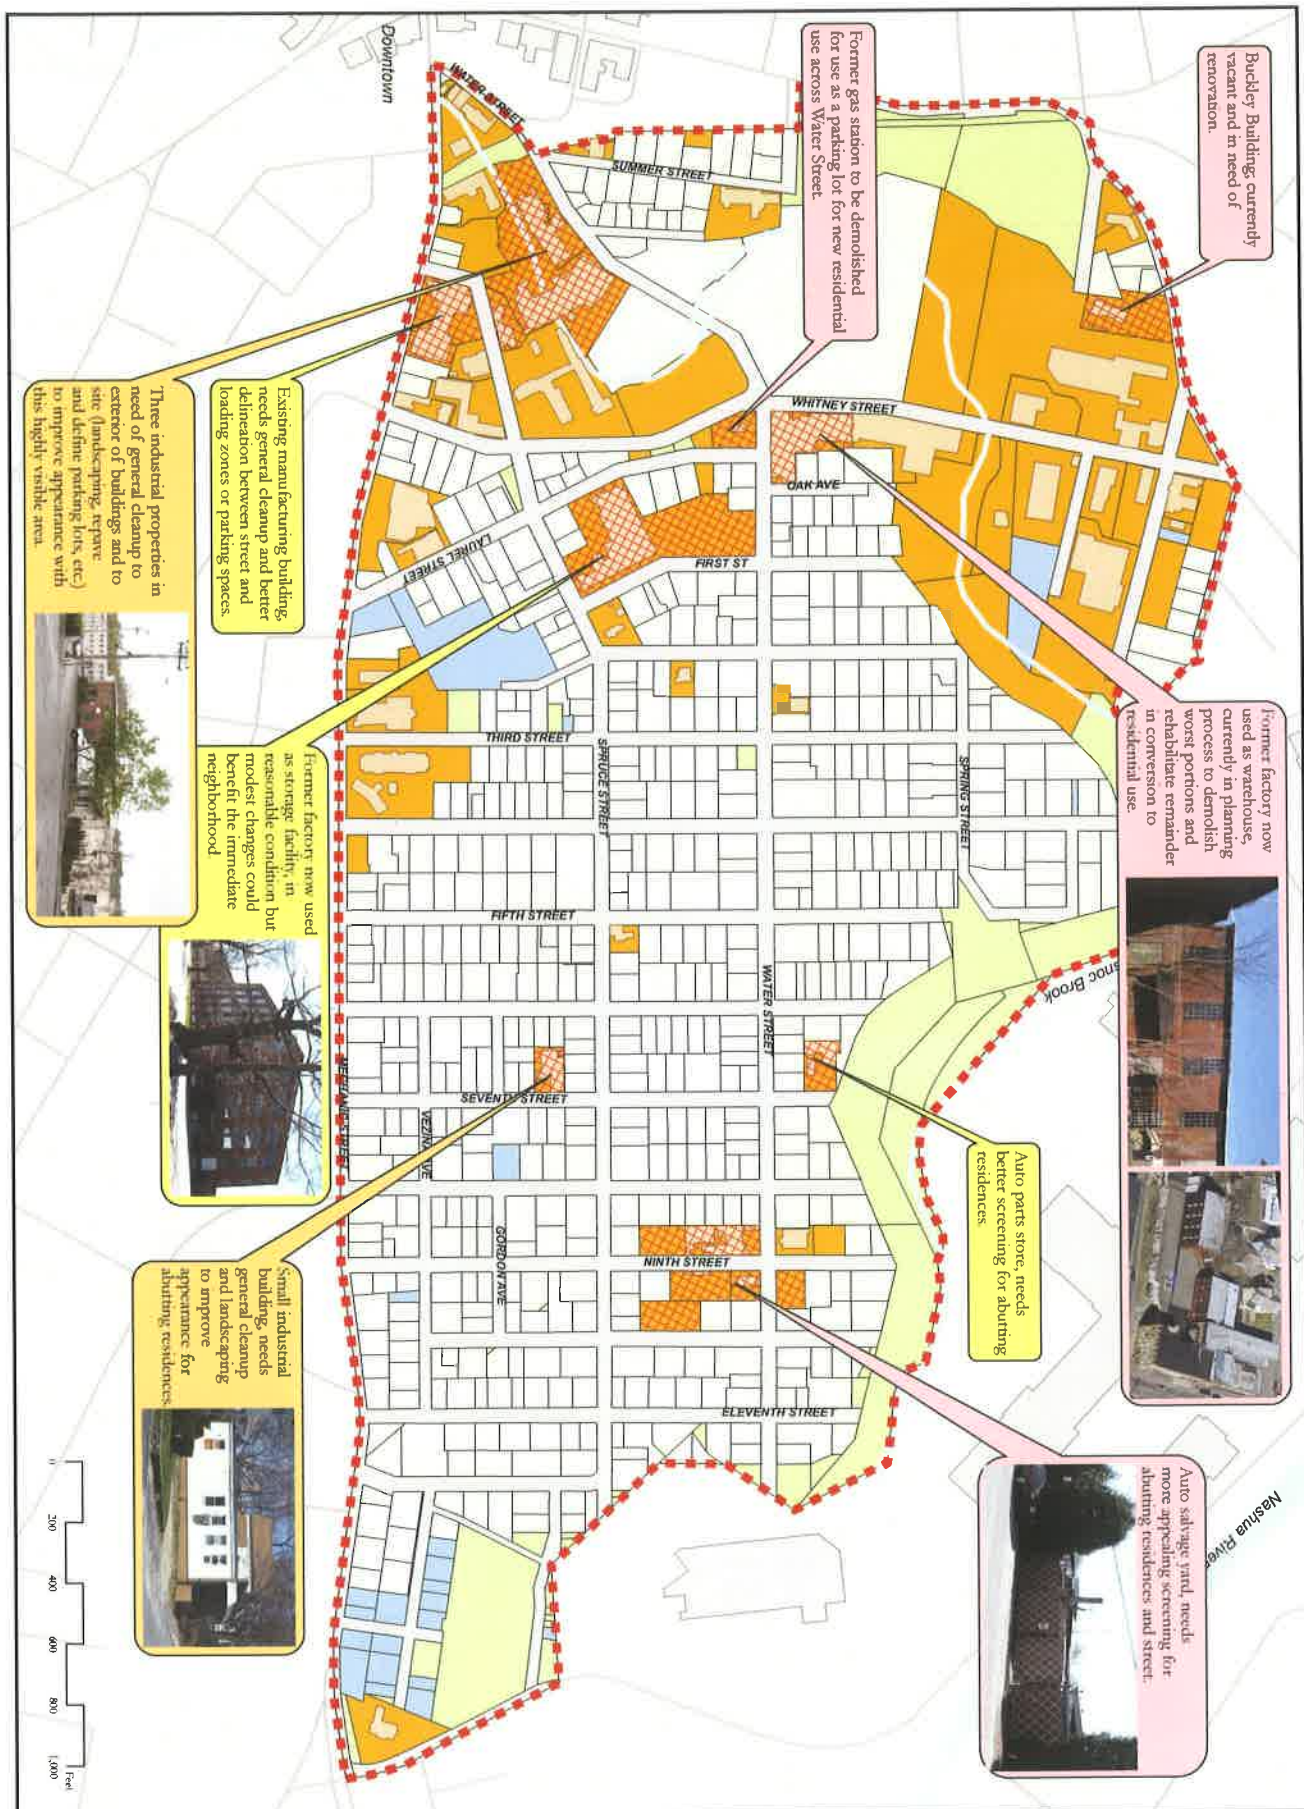 Buckley Building, currently
vacant and in need of
renovation.
Former gas station to be demolished
for use as a parking lot for new residential
use across Water Street.
Former factory now
used as warehouse,
currently in planning
process to demolish
worst portions and
rehabilitate remainder
in conversion to
residential use.
Auto salvage yard, needs
more appealing screening for
abutting residences and street.
Auto parts store, needs
better screening for abutting
residences.
Existing manufacturing building,
needs general cleanup and better
delineation between street and
loading zones or parking spaces.
Three industrial properties in
need of general cleanup to
exterior of buildings and to
site (landscaping, repave
and define parking lots, etc.)
to improve appearance with
this highly visible area.
Former factory now used
as storage facility, in
reasonable condition but
modest changes could
benefit the immediate
neighborhood.
Small industrial
building, needs
general cleanup
and landscaping
to improve
appearance for
abutting residences.
Downtown
WATER STREET
SUMMER STREET
WHITNEY STREET
OAK AVE
FIRST ST
LAUREL STREET
THIRD STREET
SPRUCE STREET
SPRING STREET
FIFTH STREET
WATER STREET
SEVENTH STREET
VEZINA AVE
MECHANIC STREET
GORDON AVE
NINTH STREET
ELEVENTH STREET
snoc Brook
Nashua River
0 200 400 600 800 1,000
Feet